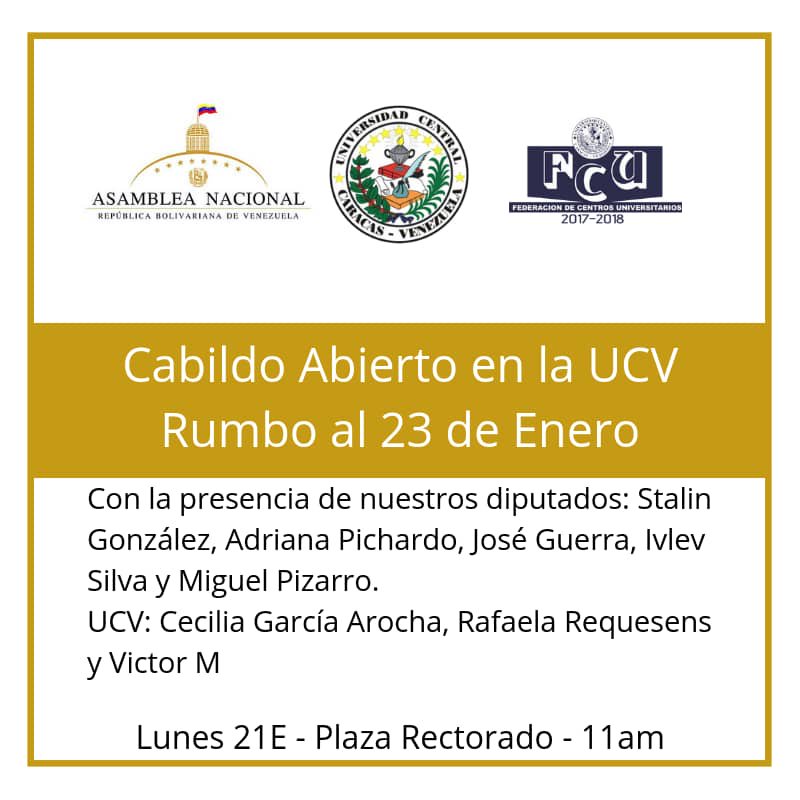 ASAMBLEA NACIONAL
REPÚBLICA BOLIVARIANA DE VENEZUELA
UNIVERSIDAD CENTRAL
CARACAS - VENEZUELA
FCU
FEDERACION DE CENTROS UNIVERSITARIOS
2017-2018
Cabildo Abierto en la UCV
Rumbo al 23 de Enero
Con la presencia de nuestros diputados: Stalin
González, Adriana Pichardo, José Guerra, Ivlev
Silva y Miguel Pizarro.
UCV: Cecilia García Arocha, Rafaela Requesens
y Victor M
Lunes 21E - Plaza Rectorado - 11am